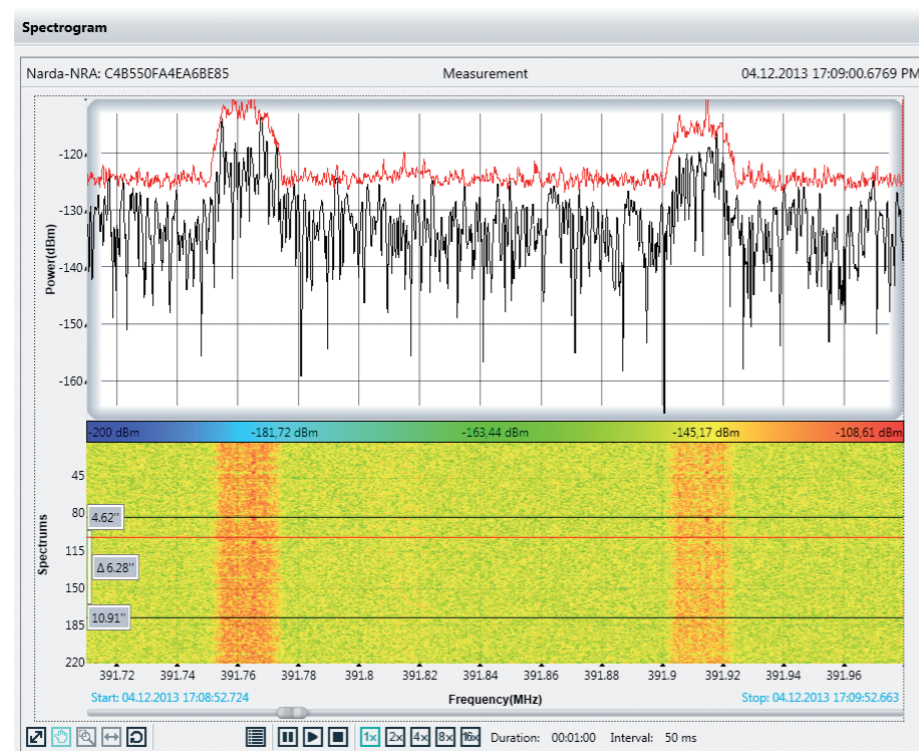 Spectrogram
Narda-NRA: C4B550FA4EA6BE85 Measurement 04.12.2013 17:09:00.6769 PM
Power(dBm)
-120
-130
-140
-150
-160
-200 dBm -181,72 dBm -163,44 dBm -145,17 dBm -108,61 dBm
Spectrums
45
80
4.62"
115
Δ 6.28"
150
10.91"
185
220
391.72 391.74 391.76 391.78 391.8 391.82 391.84 391.86 391.88 391.9 391.92 391.94 391.96
Start: 04.12.2013 17:08:52.724 Frequency(MHz) Stop: 04.12.2013 17:09:52.663
1x 2x 4x 8x 16x Duration: 00:01:00 Interval: 50 ms